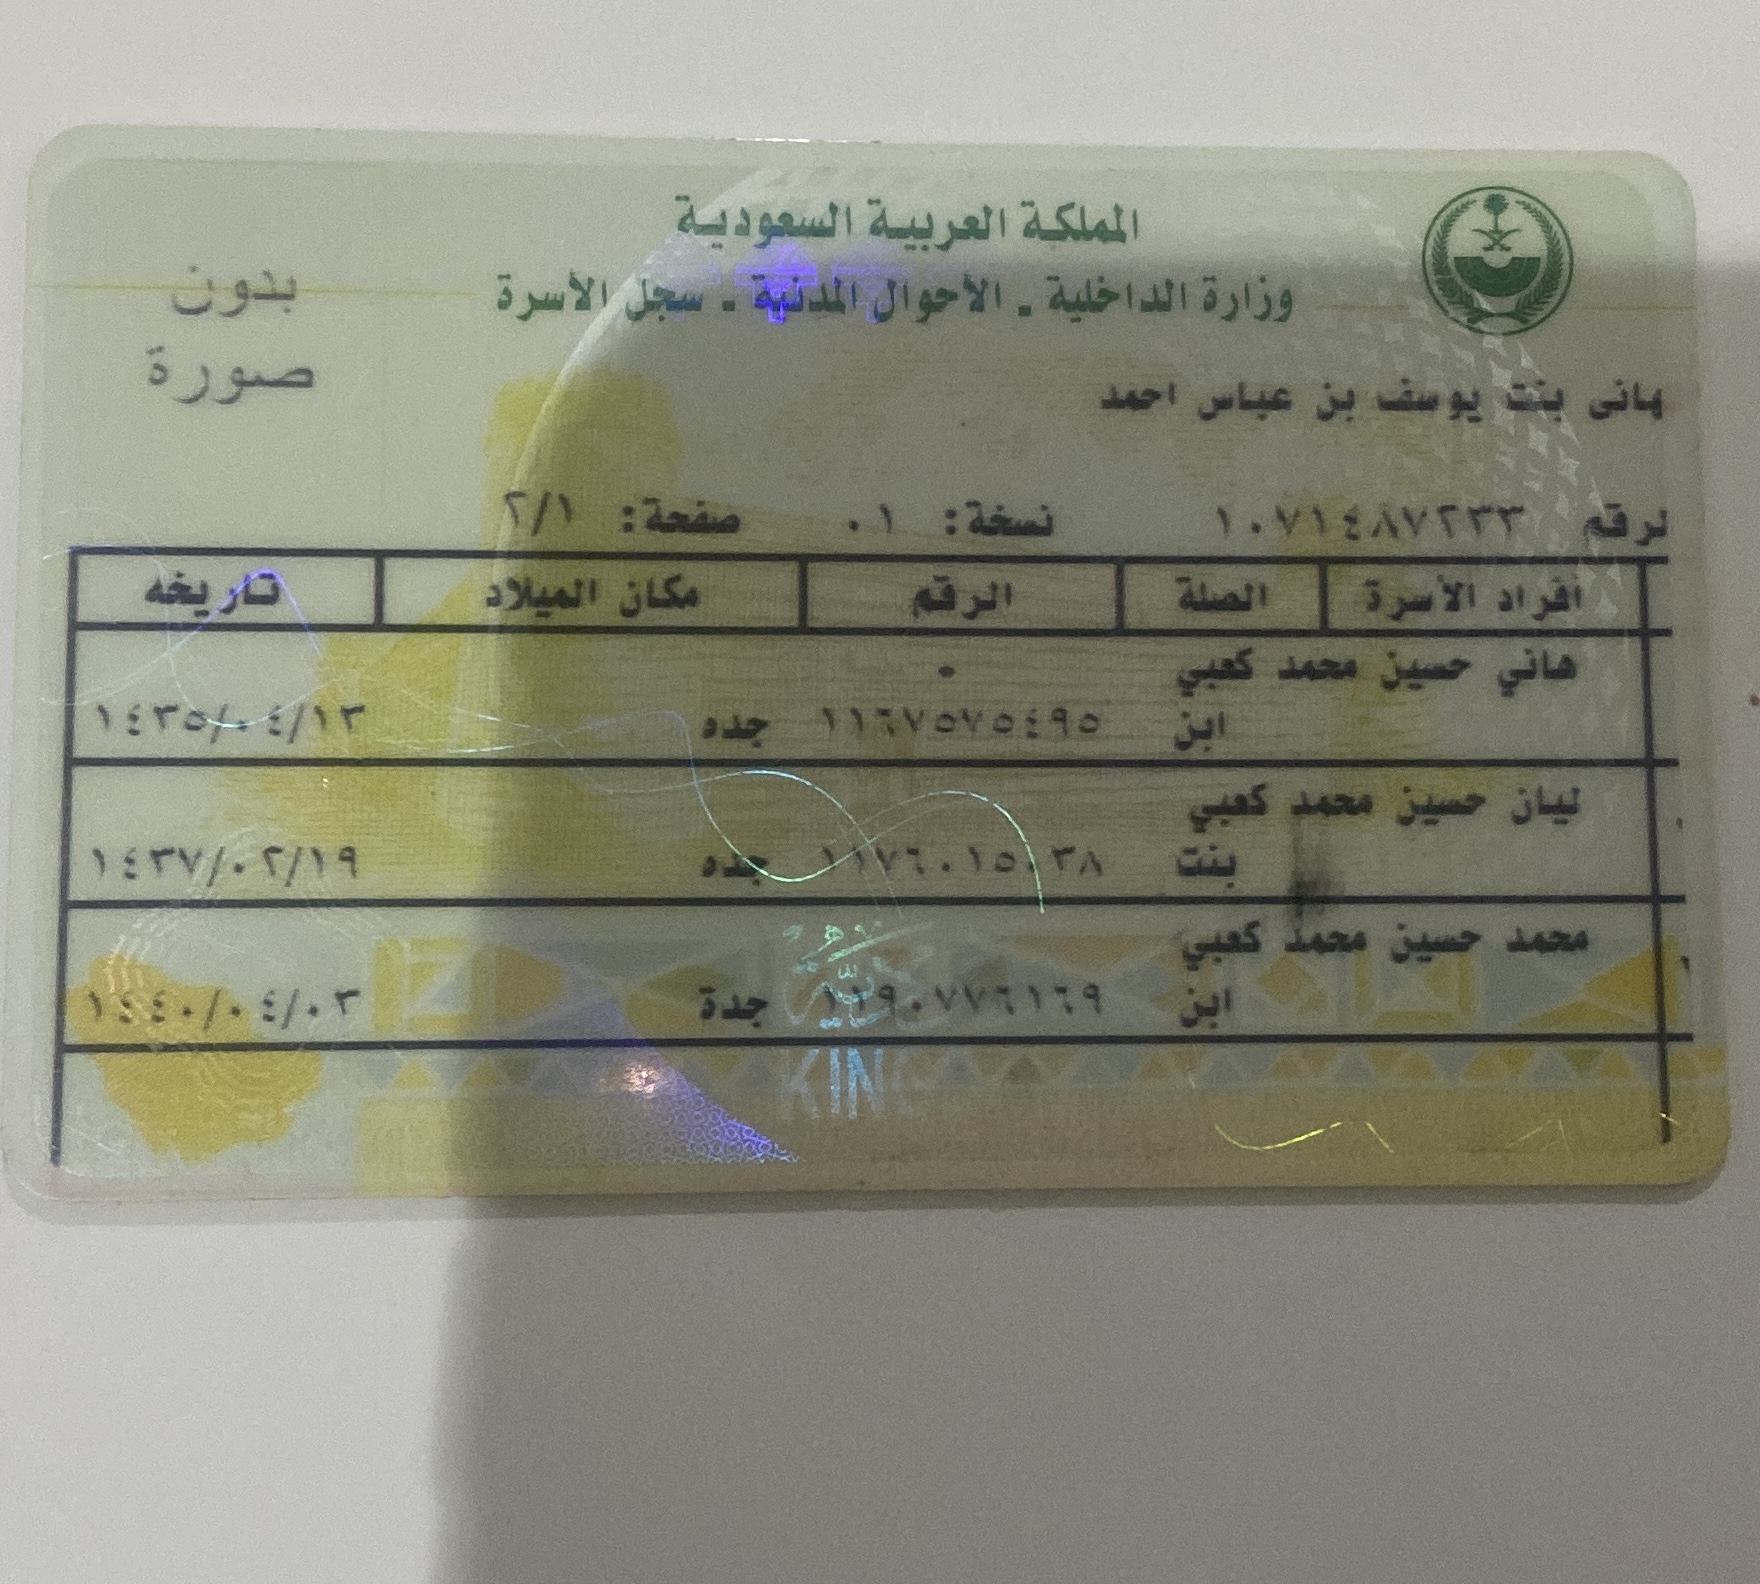 المملكة العربية السعودية
وزارة الداخلية - الأحوال المدنية - سجل الأسرة
بدون
صورة
بنت يوسف بن عباس احمد
لرقم ١٠٧١٤٨٧٢٣٣ نسخة: ٠١ صفحة: ٢/١
أفراد الأسرة الصلة الرقم مكان الميلاد تاريخه
هاني حسين محمد كعبي
ابن ١١٦٧٥٧٥٤٩٥ جده ١٤٣٥/٠٤/١٣
ليان حسين محمد كعبي
بنت ١١٧٦٠١٥٠٣٨ جده ١٤٣٧/٠٢/١٩
محمد حسين محمد كعبي
ابن ١١٩٠٧٧٦١٦٩ جدة ١٤٤٠/٠٤/٠٣
KIN